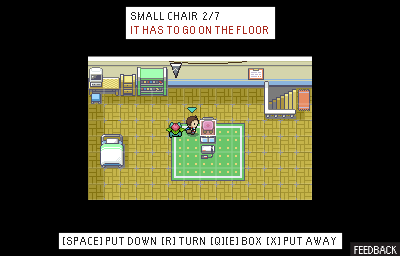 SMALL CHAIR 2/7
IT HAS TO GO ON THE FLOOR
[SPACE] PUT DOWN [R] TURN [Q][E] BOX [X] PUT AWAY
FEEDBACK